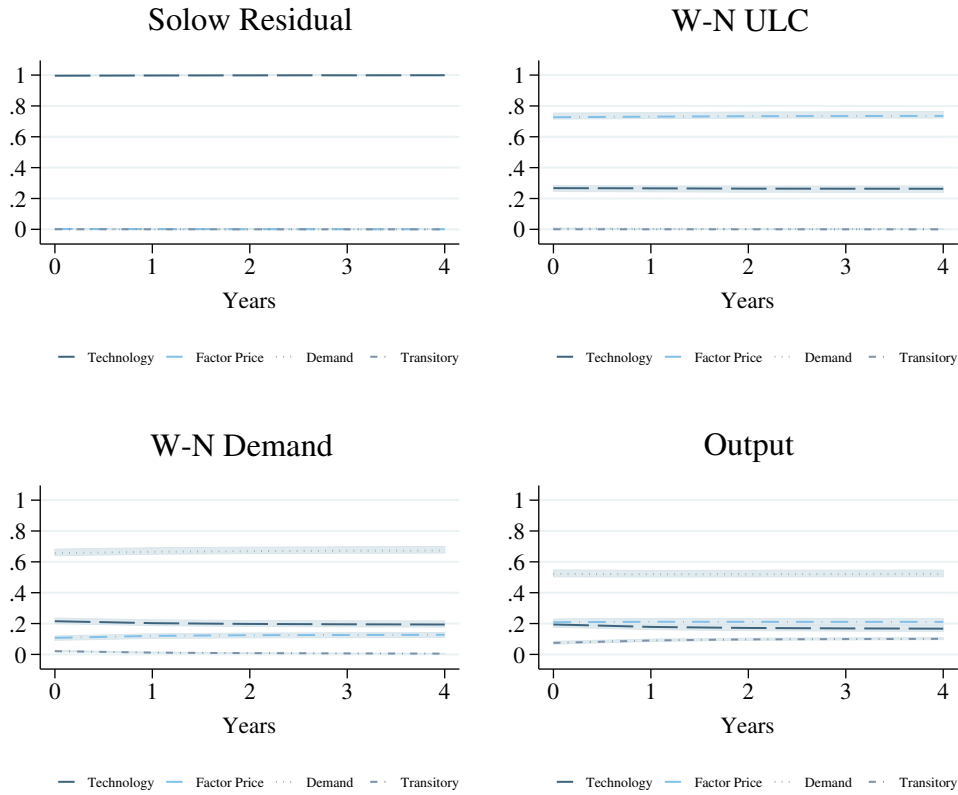 Solow Residual
1
.8
.6
.4
.2
0
0 1 2 3 4
Years
Technology Factor Price Demand Transitory
W-N ULC
1
.8
.6
.4
.2
0
0 1 2 3 4
Years
Technology Factor Price Demand Transitory
W-N Demand
1
.8
.6
.4
.2
0
0 1 2 3 4
Years
Technology Factor Price Demand Transitory
Output
1
.8
.6
.4
.2
0
0 1 2 3 4
Years
Technology Factor Price Demand Transitory